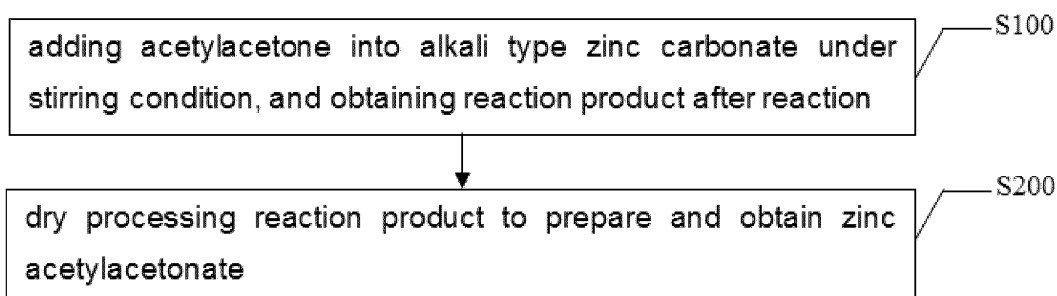 adding acetylacetone into alkali type zinc carbonate under
stirring condition, and obtaining reaction product after reaction
S100
dry processing reaction product to prepare and obtain zinc
acetylacetonate
S200